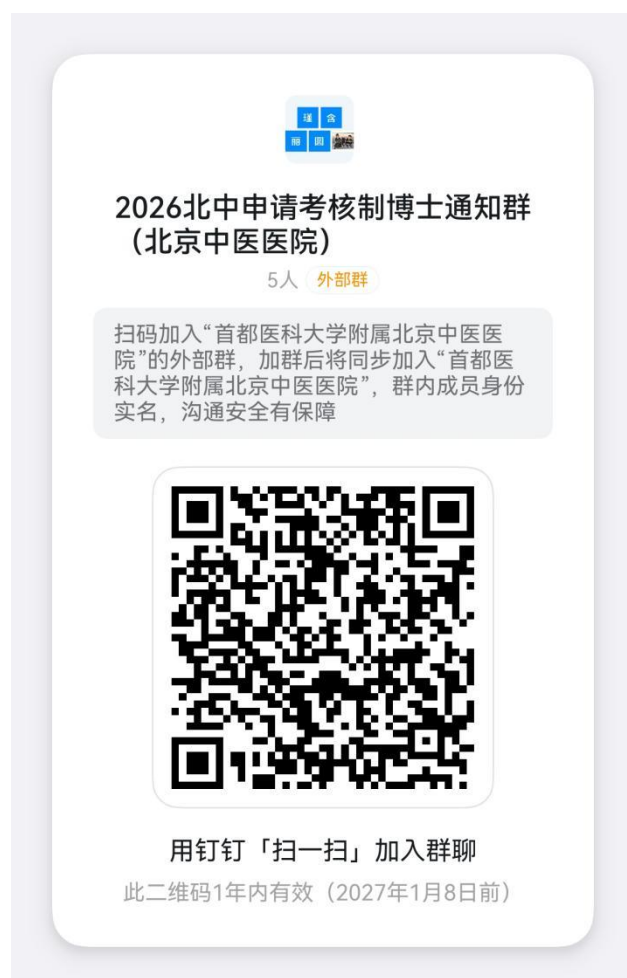 瑾 含
丽 圆
2026北中申请考核制博士通知群
（北京中医医院）
5人 外部群
扫码加入“首都医科大学附属北京中医医
院”的外部群，加群后将同步加入“首都医
科大学附属北京中医医院”，群内成员身份
实名，沟通安全有保障
用钉钉「扫一扫」加入群聊
此二维码1年内有效（2027年1月8日前）